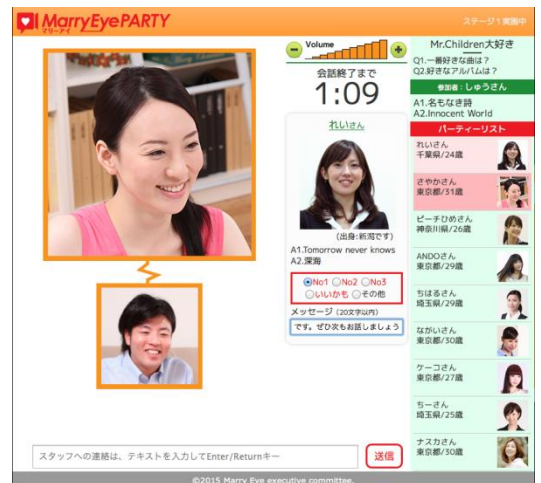 MarryEyePARTY
マリーアイ
ステージ1実施中
Volume
会話終了まで
1:09
れいさん
(出身:新潟です)
A1.Tomorrow never knows
A2.深海
No1 No2 No3
いいかも その他
メッセージ (20文字以内)
です。ぜひ次もお話しましょう
Mr.Children大好き
Q1.一番好きな曲は?
Q2.好きなアルバムは?
参加者:しゅうさん
A1.名もなき詩
A2.Innocent World
パーティーリスト
れいさん
千葉県/24歳
さやかさん
東京都/31歳
ピーチひめさん
神奈川県/26歳
ANDOさん
東京都/29歳
ちはるさん
埼玉県/29歳
ながいさん
東京都/30歳
ケーコさん
東京都/27歳
ちーさん
埼玉県/25歳
ナスカさん
東京都/30歳
スタッフへの連絡は、テキストを入力してEnter/Returnキー
送信
©2015 Marry Eye executive committee.